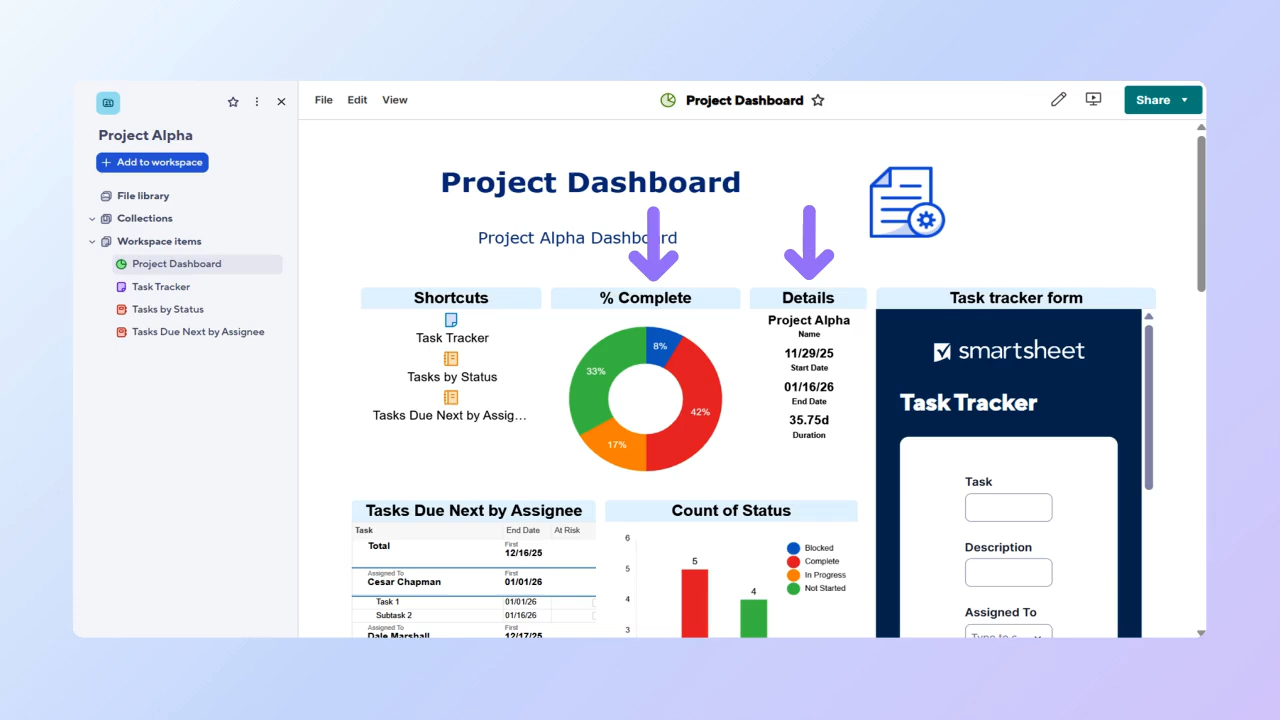 File Edit View
Project Dashboard
Share
Project Alpha
+ Add to workspace
File library
Collections
Workspace items
Project Dashboard
Task Tracker
Tasks by Status
Tasks Due Next by Assignee
Project Dashboard
Project Alpha Dashboard
Shortcuts
Task Tracker
Tasks by Status
Tasks Due Next by Assig...
% Complete
8%
33%
42%
17%
Details
Project Alpha
Name
11/29/25
Start Date
01/16/26
End Date
35.75d
Duration
Task tracker form
smartsheet
Task Tracker
Task
Description
Assigned To
Tasks Due Next by Assignee
Task End Date At Risk
Total First 12/16/25
Assigned To First
Cesar Chapman 01/01/26
Task 1 01/01/26
Subtask 2 01/16/26
Assigned To First
Dale Marshall 12/17/25
Count of Status
6
5
4
3
5
4
Blocked
Complete
In Progress
Not Started